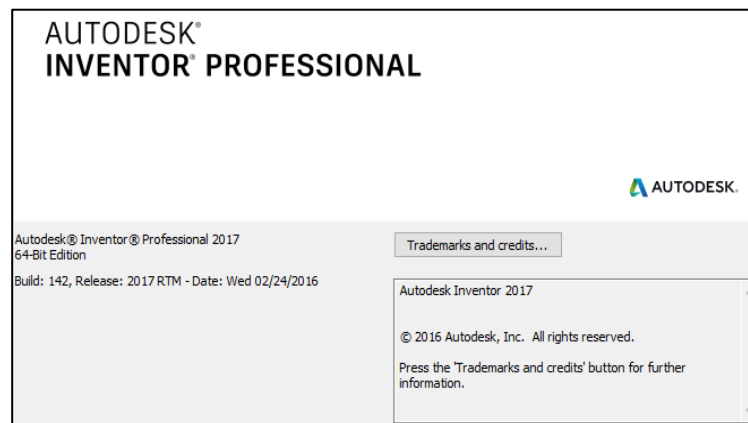 AUTODESK®
INVENTOR® PROFESSIONAL
AUTODESK.
Autodesk® Inventor® Professional 2017
64-Bit Edition
Build: 142, Release: 2017 RTM - Date: Wed 02/24/2016
Trademarks and credits...
Autodesk Inventor 2017
© 2016 Autodesk, Inc.  All rights reserved.
Press the 'Trademarks and credits' button for further
information.